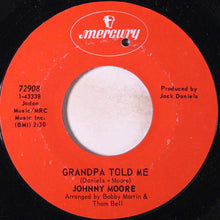 mercury
72908
1-43338
Jadan
Music/MRC
Music Inc.
(BMI) 2:30
Produced by
Jack Daniels
GRANDPA TOLD ME
(Daniels - Moore)
JOHNNY MOORE
Arranged by Bobby Martin &
Thom Bell